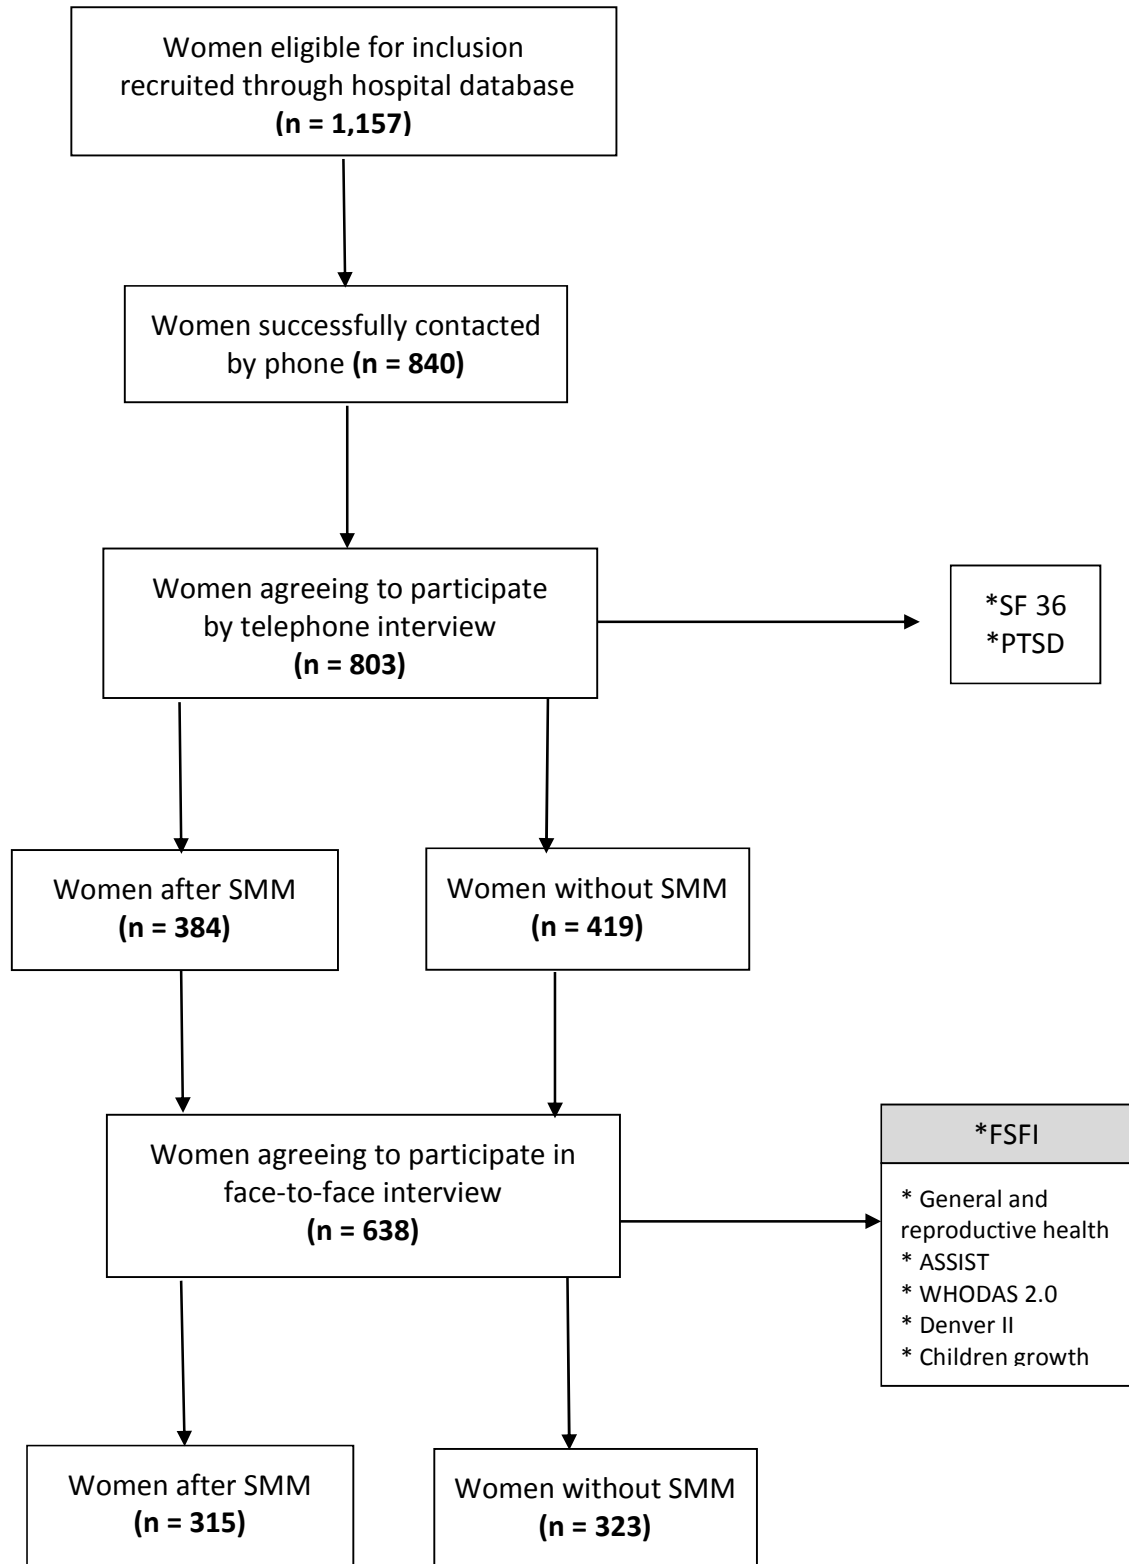 Women eligible for inclusion
recruited through hospital database
(n = 1,157)
Women successfully contacted
by phone (n = 840)
Women agreeing to participate
by telephone interview
(n = 803)
*SF 36
*PTSD
Women after SMM
(n = 384)
Women without SMM
(n = 419)
Women agreeing to participate in
face-to-face interview
(n = 638)
*FSFI
* General and
reproductive health
* ASSIST
* WHODAS 2.0
* Denver II
* Children growth
Women after SMM
(n = 315)
Women without SMM
(n = 323)